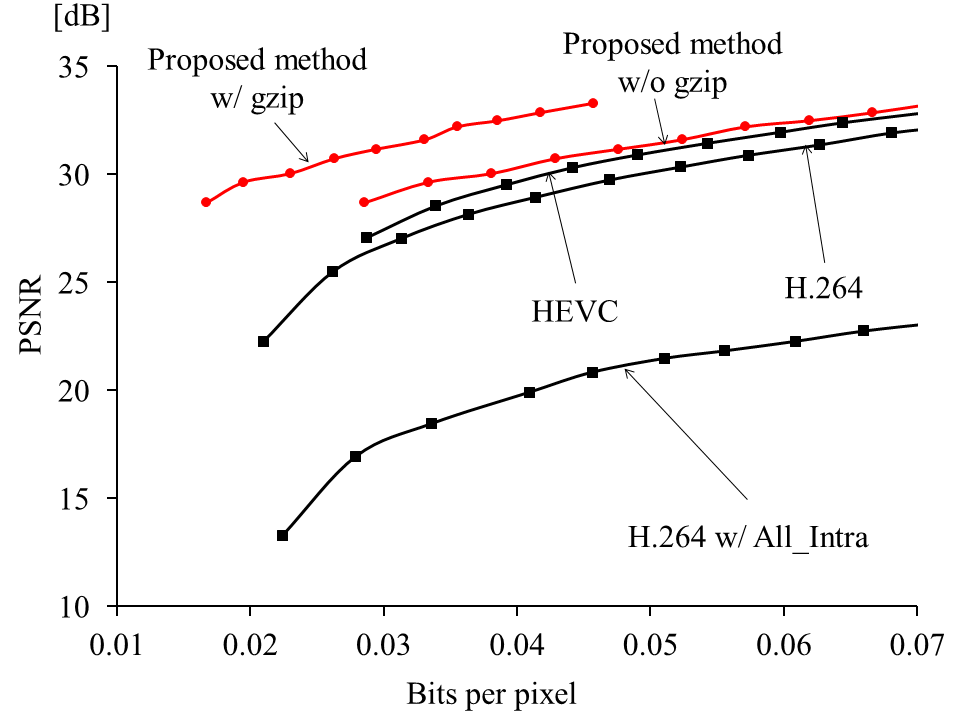 [dB]
35
30
25
20
15
10
PSNR
Proposed method
w/ gzip
Proposed method
w/o gzip
HEVC
H.264
H.264 w/ All_Intra
0.01 0.02 0.03 0.04 0.05 0.06 0.07
Bits per pixel